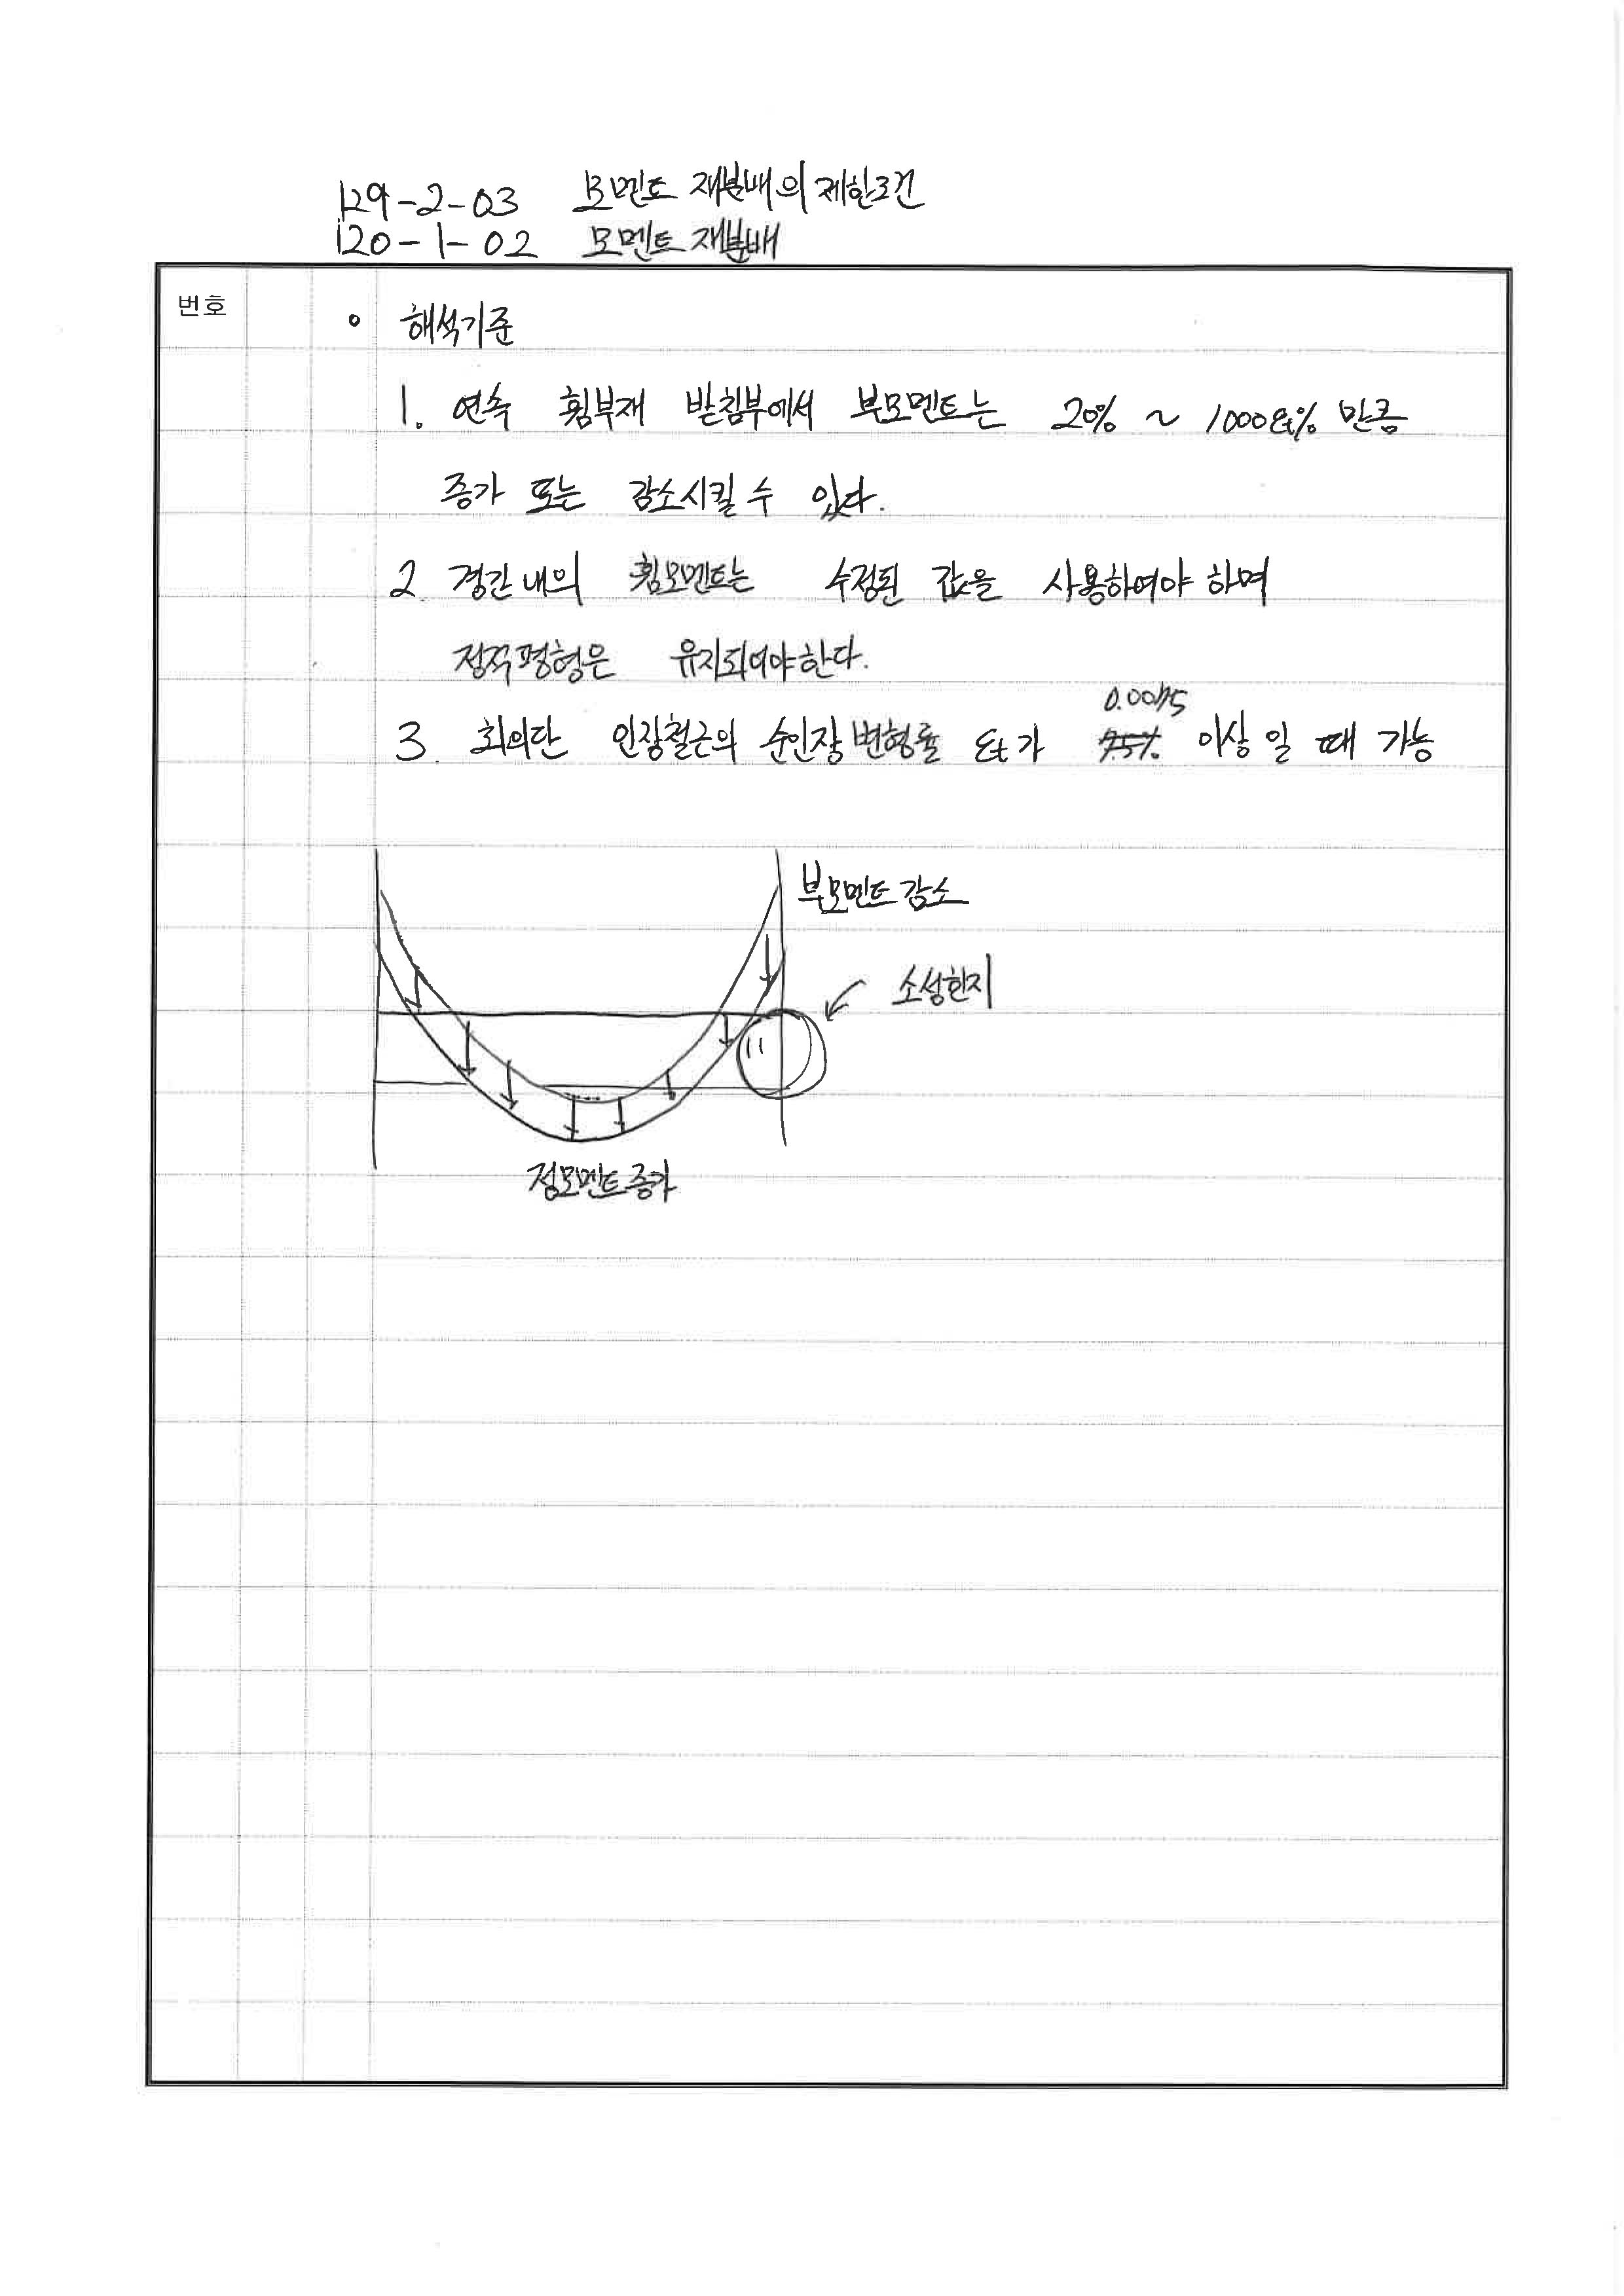 129-2-03 모멘트 재분배의 제한조건
120-1-02 모멘트 재분배
번호
∘ 해석기준
1. 연속 휨부재 받침부에서 부모멘트는 20% ~ 1000εt% 만큼
증가 또는 감소시킬 수 있다.
2. 경간 내의 휨모멘트는 수정된 값을 사용하여야 하며
정적평형은 유지되어야한다.
0.0075
3. 최외단 인장철근의 순인장변형률 εt가 7.5% 이상 일 때 가능
부모멘트 감소
소성힌지
정모멘트 증가